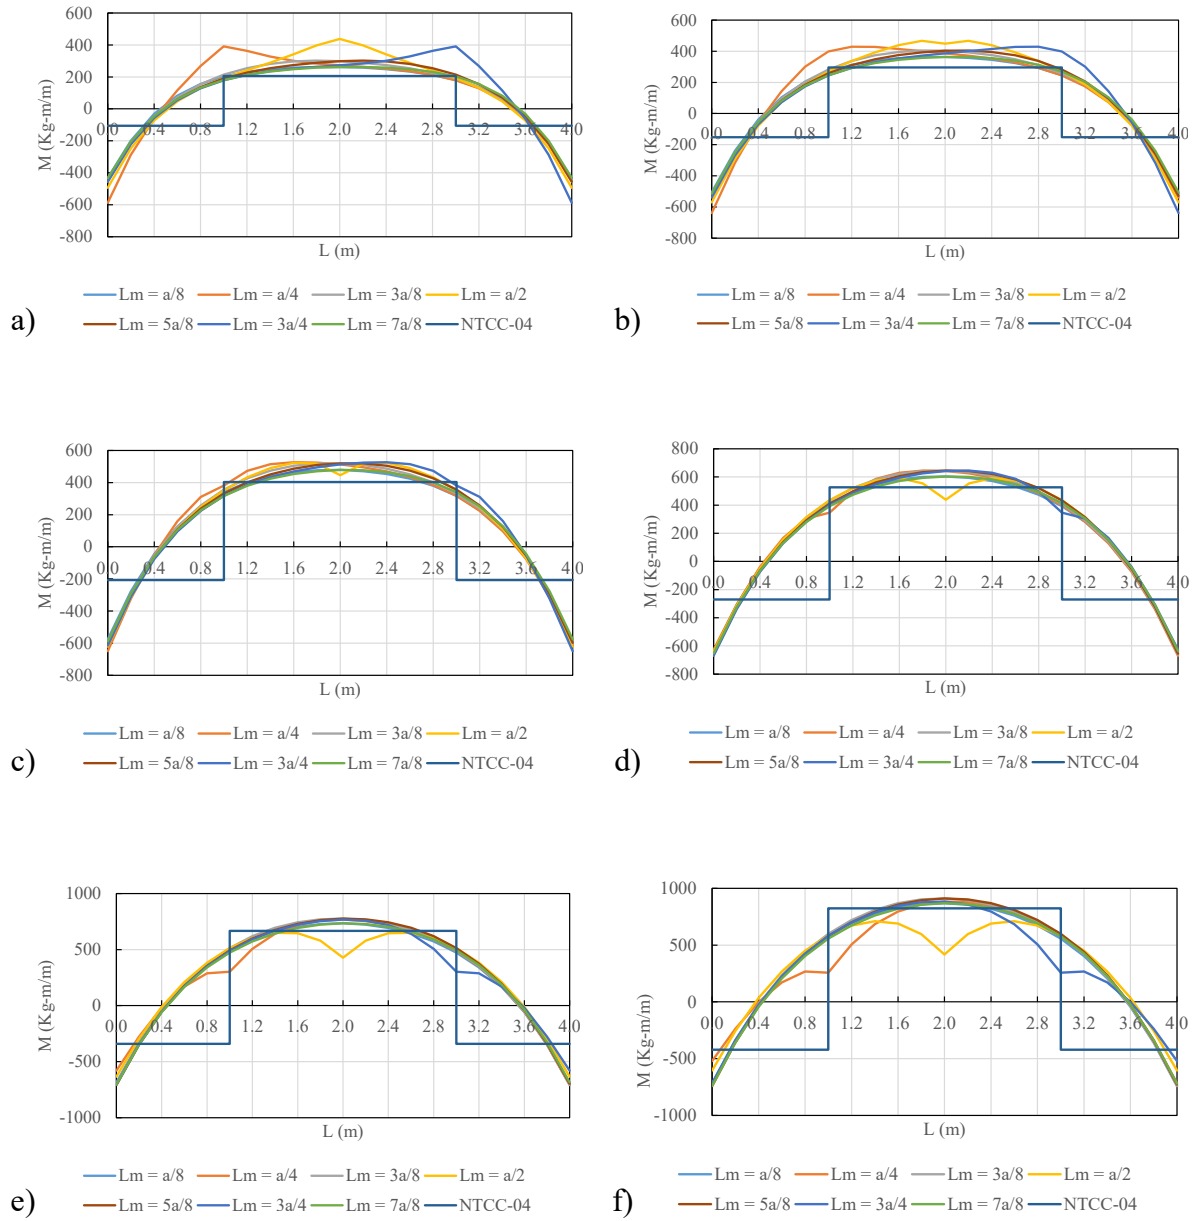 600
400
200
0
-200
-400
-600
-800
M (Kg-m/m)
0.0 0.4 0.8 1.2 1.6 2.0 2.4 2.8 3.2 3.6 4.0
L (m)
Lm = a/8 Lm = a/4 Lm = 3a/8 Lm = a/2
Lm = 5a/8 Lm = 3a/4 Lm = 7a/8 NTCC-04
a)
600
400
200
0
-200
-400
-600
-800
M (Kg-m/m)
0.0 0.4 0.8 1.2 1.6 2.0 2.4 2.8 3.2 3.6 4.0
L (m)
Lm = a/8 Lm = a/4 Lm = 3a/8 Lm = a/2
Lm = 5a/8 Lm = 3a/4 Lm = 7a/8 NTCC-04
b)
600
400
200
0
-200
-400
-600
-800
M (Kg-m/m)
0.0 0.4 0.8 1.2 1.6 2.0 2.4 2.8 3.2 3.6 4.0
L (m)
Lm = a/8 Lm = a/4 Lm = 3a/8 Lm = a/2
Lm = 5a/8 Lm = 3a/4 Lm = 7a/8 NTCC-04
c)
800
600
400
200
0
-200
-400
-600
-800
M (Kg-m/m)
0.0 0.4 0.8 1.2 1.6 2.0 2.4 2.8 3.2 3.6 4.0
L (m)
Lm = a/8 Lm = a/4 Lm = 3a/8 Lm = a/2
Lm = 5a/8 Lm = 3a/4 Lm = 7a/8 NTCC-04
d)
1000
500
0
-500
-1000
M (Kg-m/m)
0.0 0.4 0.8 1.2 1.6 2.0 2.4 2.8 3.2 3.6 4.0
L (m)
Lm = a/8 Lm = a/4 Lm = 3a/8 Lm = a/2
Lm = 5a/8 Lm = 3a/4 Lm = 7a/8 NTCC-04
e)
1000
500
0
-500
-1000
M (Kg-m/m)
0.0 0.4 0.8 1.2 1.6 2.0 2.4 2.8 3.2 3.6 4.0
L (m)
Lm = a/8 Lm = a/4 Lm = 3a/8 Lm = a/2
Lm = 5a/8 Lm = 3a/4 Lm = 7a/8 NTCC-04
f)